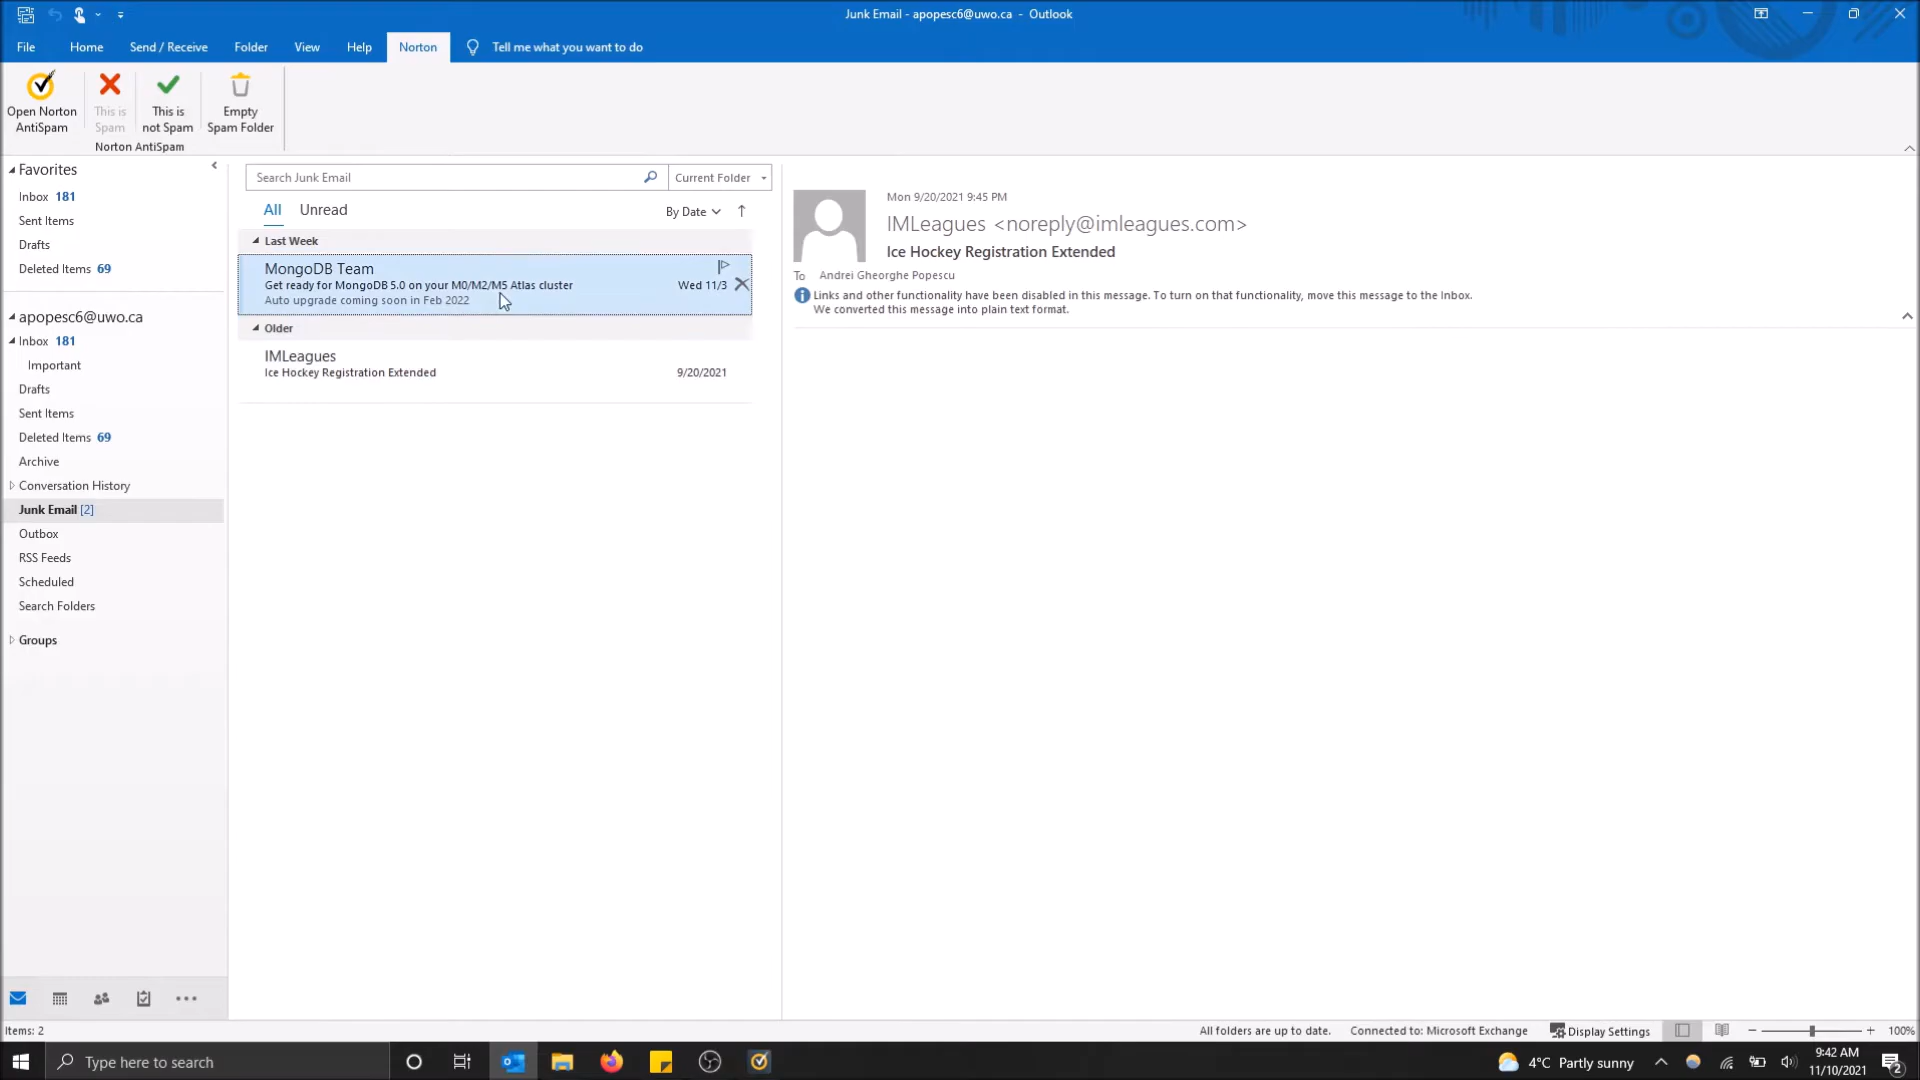 Junk Email - apopesc6@uwo.ca - Outlook
File Home Send / Receive Folder View Help Norton Tell me what you want to do
Open Norton AntiSpam
This is Spam
This is not Spam
Empty Spam Folder
Norton AntiSpam
Favorites
Inbox 181
Sent Items
Drafts
Deleted Items 69
apopesc6@uwo.ca
Inbox 181
Important
Drafts
Sent Items
Deleted Items 69
Archive
Conversation History
Junk Email [2]
Outbox
RSS Feeds
Scheduled
Search Folders
Groups
Search Junk Email Current Folder
All Unread By Date
Last Week
MongoDB Team
Get ready for MongoDB 5.0 on your M0/M2/M5 Atlas cluster Wed 11/3
Auto upgrade coming soon in Feb 2022
Older
IMLeagues
Ice Hockey Registration Extended 9/20/2021
Mon 9/20/2021 9:45 PM
IMLeagues <noreply@imleagues.com>
Ice Hockey Registration Extended
To Andrei Gheorghe Popescu
Links and other functionality have been disabled in this message. To turn on that functionality, move this message to the Inbox.
We converted this message into plain text format.
Items: 2 All folders are up to date. Connected to: Microsoft Exchange Display Settings 100%
Type here to search 4°C Partly sunny 9:42 AM
11/10/2021 2